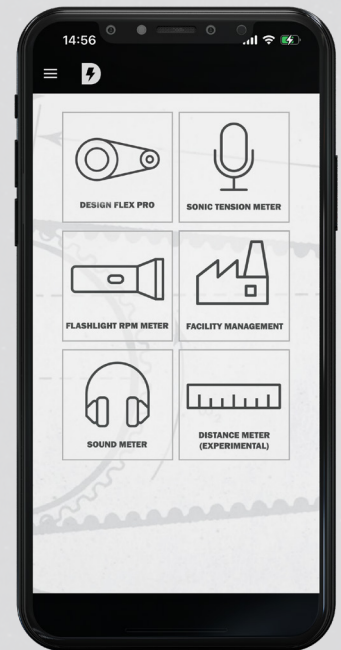 14:56
DESIGN FLEX PRO
SONIC TENSION METER
FLASHLIGHT RPM METER
FACILITY MANAGEMENT
SOUND METER
DISTANCE METER
(EXPERIMENTAL)